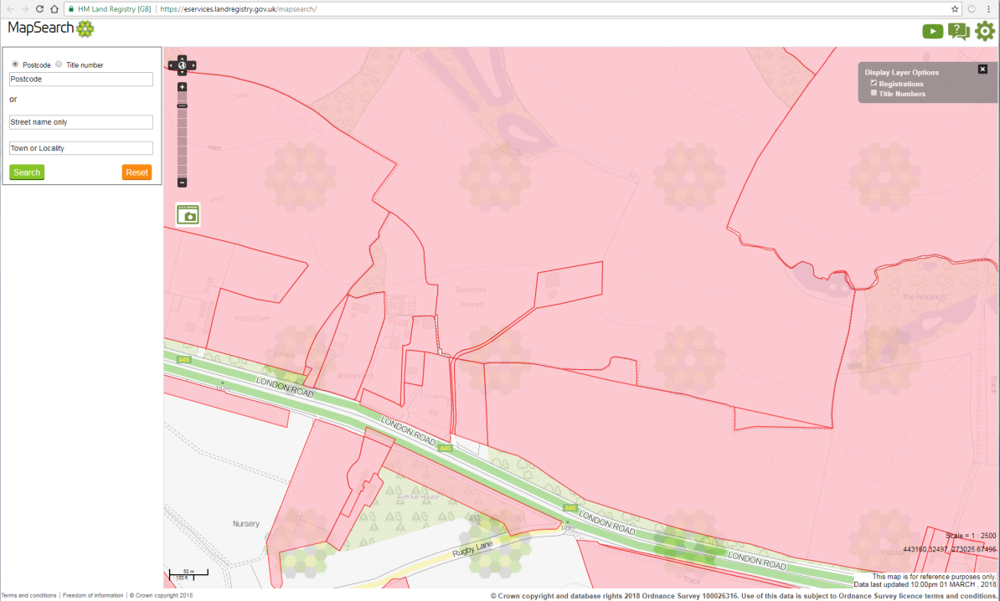 HM Land Registry [GB] | https://eservices.landregistry.gov.uk/mapsearch/
MapSearch
Postcode Title number
Postcode
or
Street name only
Town or Locality
Search Reset
Display Layer Options
Registrations
Title Numbers
Dunsmore
Kennels
The Holdings
Thistle Farm
Track
A45
LONDON ROAD
LONDON ROAD
A45
Avenue House
A45
LONDON ROAD
109m
Nursery
Rugby Lane
LONDON ROAD
Track
The
Scale = 1 : 2500
443160.32497, 273025.67495
50 m
100 ft
This map is for reference purposes only.
Data last updated 10:00pm 01 MARCH , 2018
Terms and conditions | Freedom of information | © Crown copyright 2018
© Crown copyright and database rights 2018 Ordnance Survey 100026316. Use of this data is subject to Ordnance Survey licence terms and conditions.